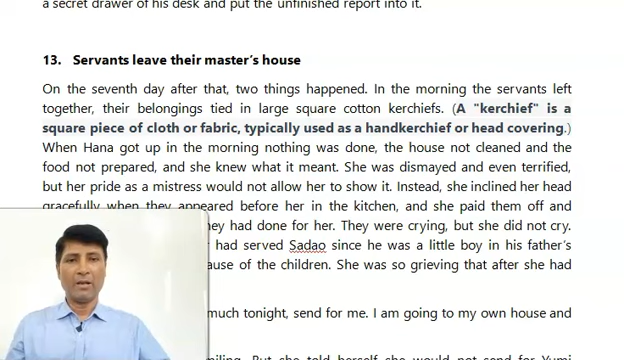 a secret drawer of his desk and put the unfinished report into it.
13. Servants leave their master's house
On the seventh day after that, two things happened. In the morning the servants left
together, their belongings tied in large square cotton kerchiefs. (A "kerchief" is a
square piece of cloth or fabric, typically used as a handkerchief or head covering.)
When Hana got up in the morning nothing was done, the house not cleaned and the
food not prepared, and she knew what it meant. She was dismayed and even terrified,
but her pride as a mistress would not allow her to show it. Instead, she inclined her head
gracefully when they appeared before her in the kitchen, and she paid them off and
they had done for her. They were crying, but she did not cry.
had served Sadao since he was a little boy in his father's
ause of the children. She was so grieving that after she had
much tonight, send for me. I am going to my own house and
miling. But she told herself she would not send for Yumi